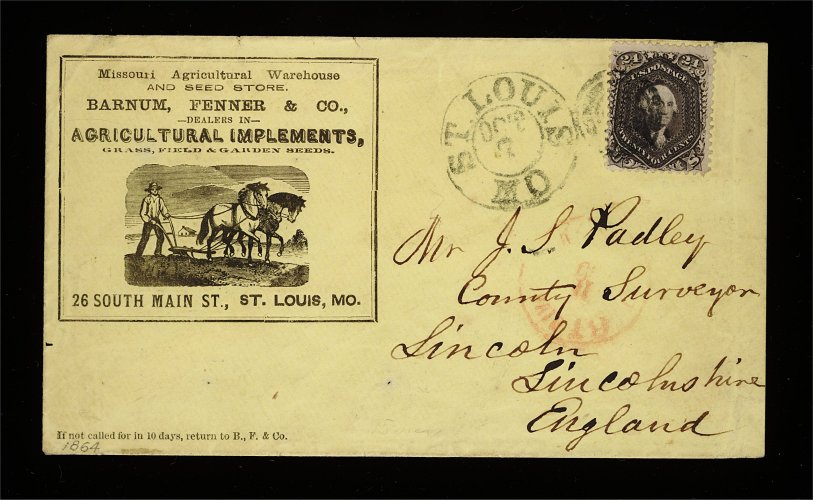 Missouri Agricultural Warehouse
AND SEED STORE.
BARNUM, FENNER & CO.,
—DEALERS IN—
AGRICULTURAL IMPLEMENTS,
GRASS, FIELD & GARDEN SEEDS.
26 SOUTH MAIN ST., ST. LOUIS, MO.
If not called for in 10 days, return to B., F. & Co.
1864
ST. LOUIS MO
OCT
24 24
U.S. POSTAGE
TWENTY FOUR CENTS
U S
Mr J. S. Padley
County Surveyor
Lincoln
Lincolnshire
England